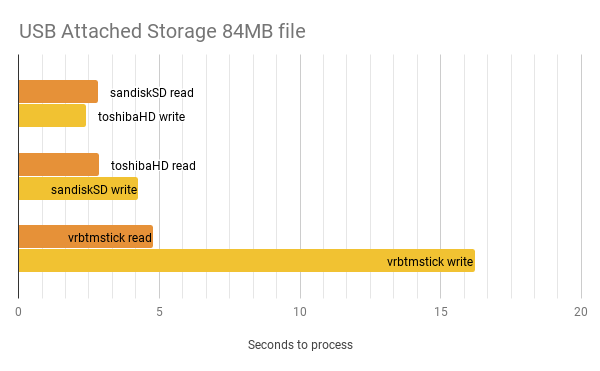 USB Attached Storage 84MB file
sandiskSD read
toshibaHD write
toshibaHD read
sandiskSD write
vrbtmstick read
vrbtmstick write
0 5 10 15 20
Seconds to process